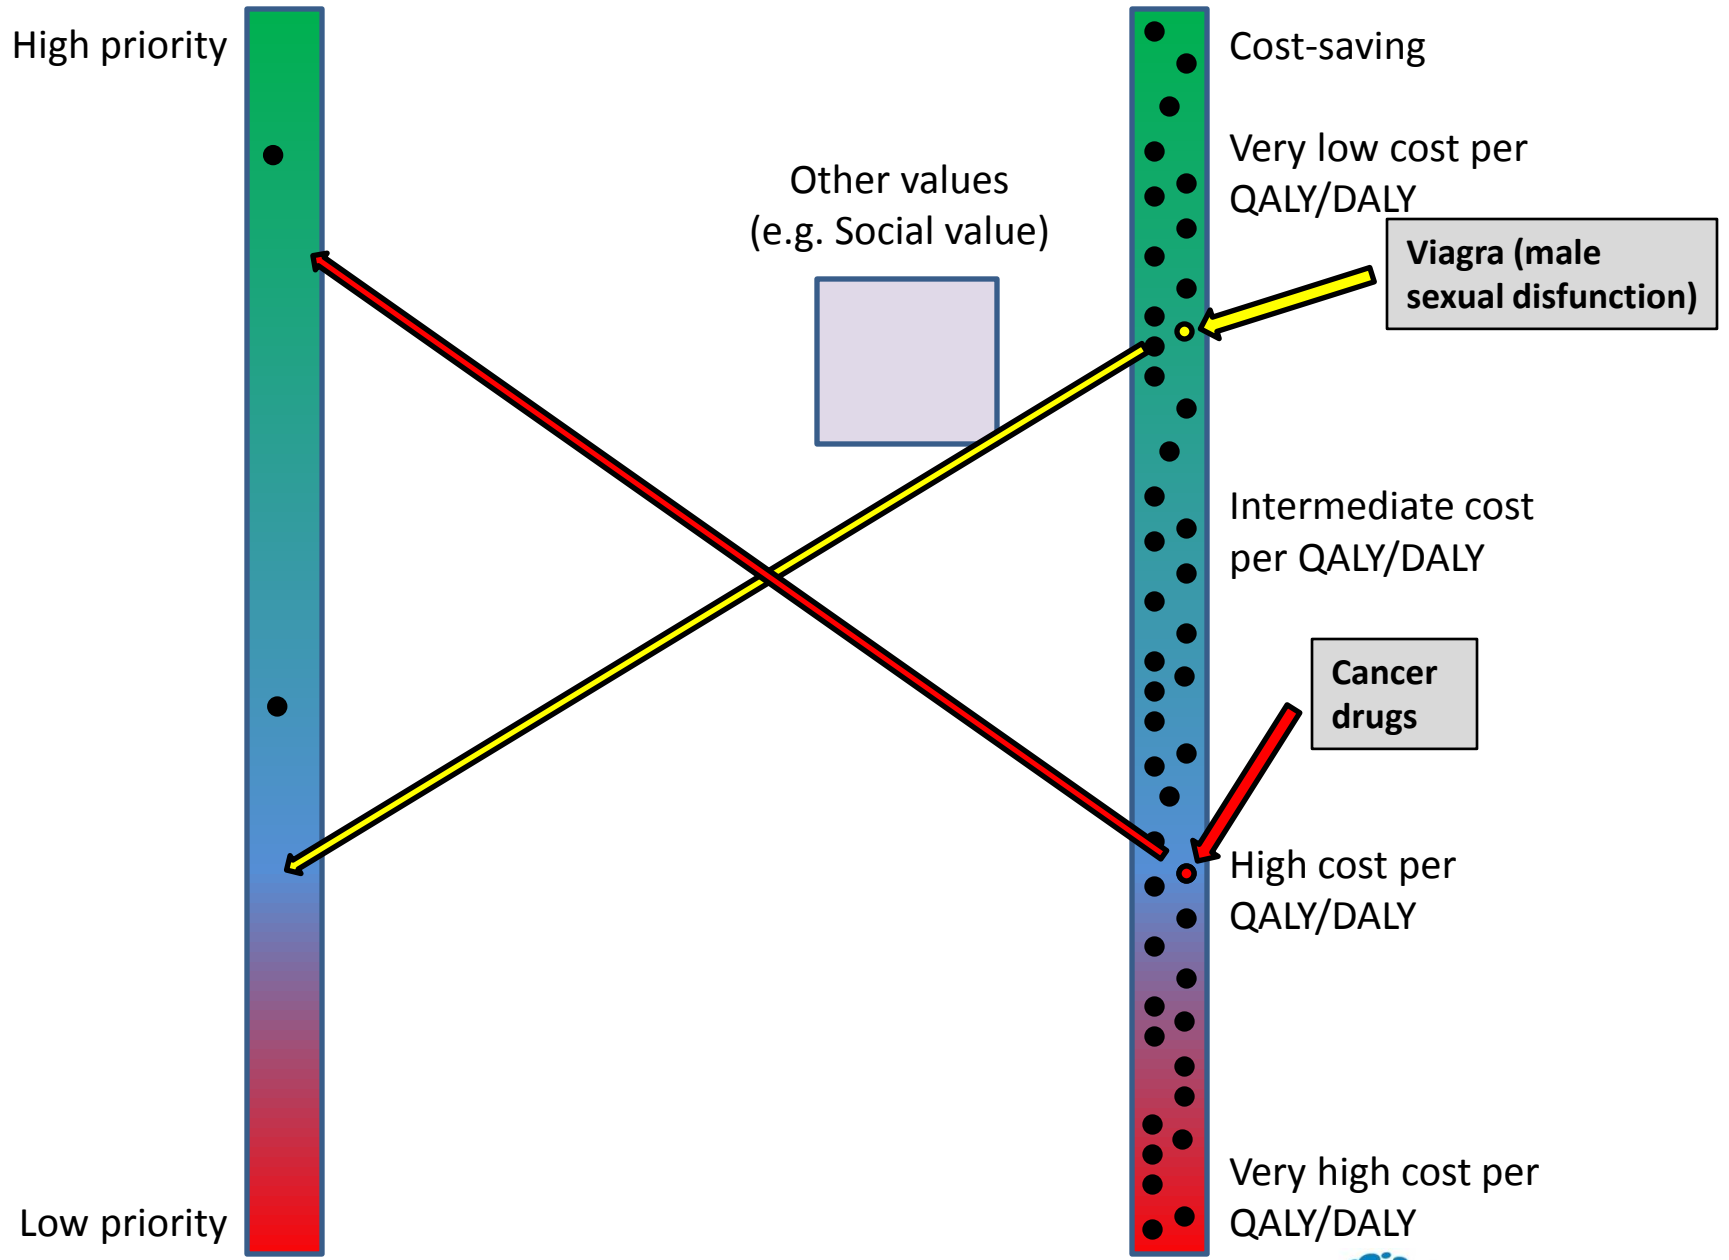 High priority
Cost-saving
Very low cost per
QALY/DALY
Other values
(e.g. Social value)
Viagra (male
sexual disfunction)
Intermediate cost
per QALY/DALY
Cancer
drugs
High cost per
QALY/DALY
Very high cost per
QALY/DALY
Low priority